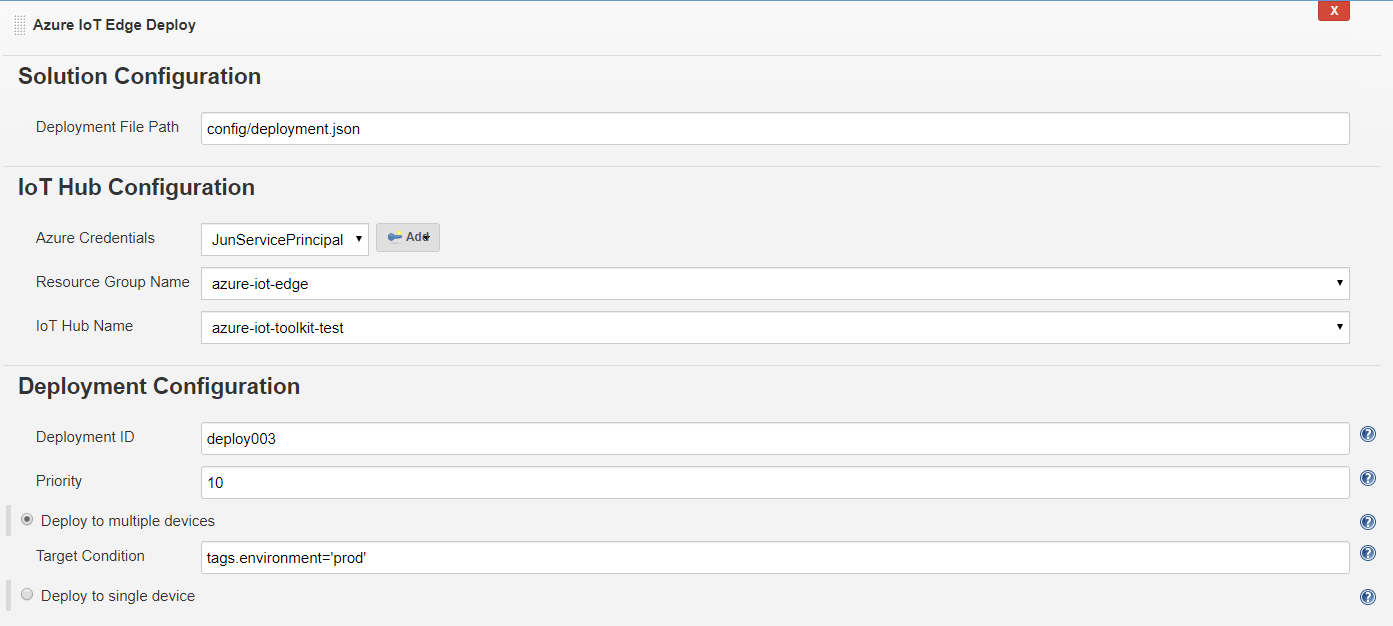 Azure IoT Edge Deploy
X
Solution Configuration
Deployment File Path config/deployment.json
IoT Hub Configuration
Azure Credentials JunServicePrincipal Add
Resource Group Name azure-iot-edge
IoT Hub Name azure-iot-toolkit-test
Deployment Configuration
Deployment ID deploy003 ?
Priority 10 ?
Deploy to multiple devices ?
Target Condition tags.environment='prod' ?
Deploy to single device ?